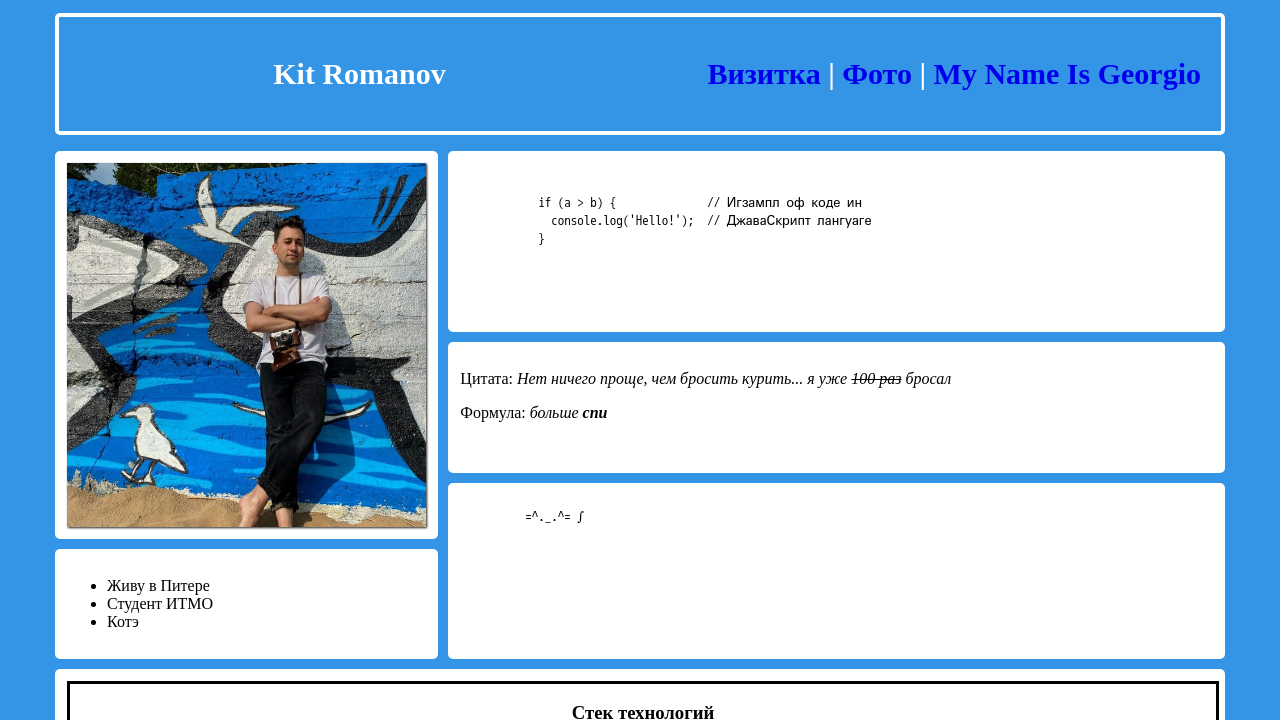 Kit Romanov
Визитка | Фото | My Name Is Georgio
if (a > b) {              // Игзампл оф коде ин
  console.log('Hello!');  // ДжаваСкрипт лангуаге
}
Цитата: Нет ничего проще, чем бросить курить... я уже 100 раз бросал
Формула: больше спи
=^._.^= ∫
• Живу в Питере
• Студент ИТМО
• Котэ
Стек технологий